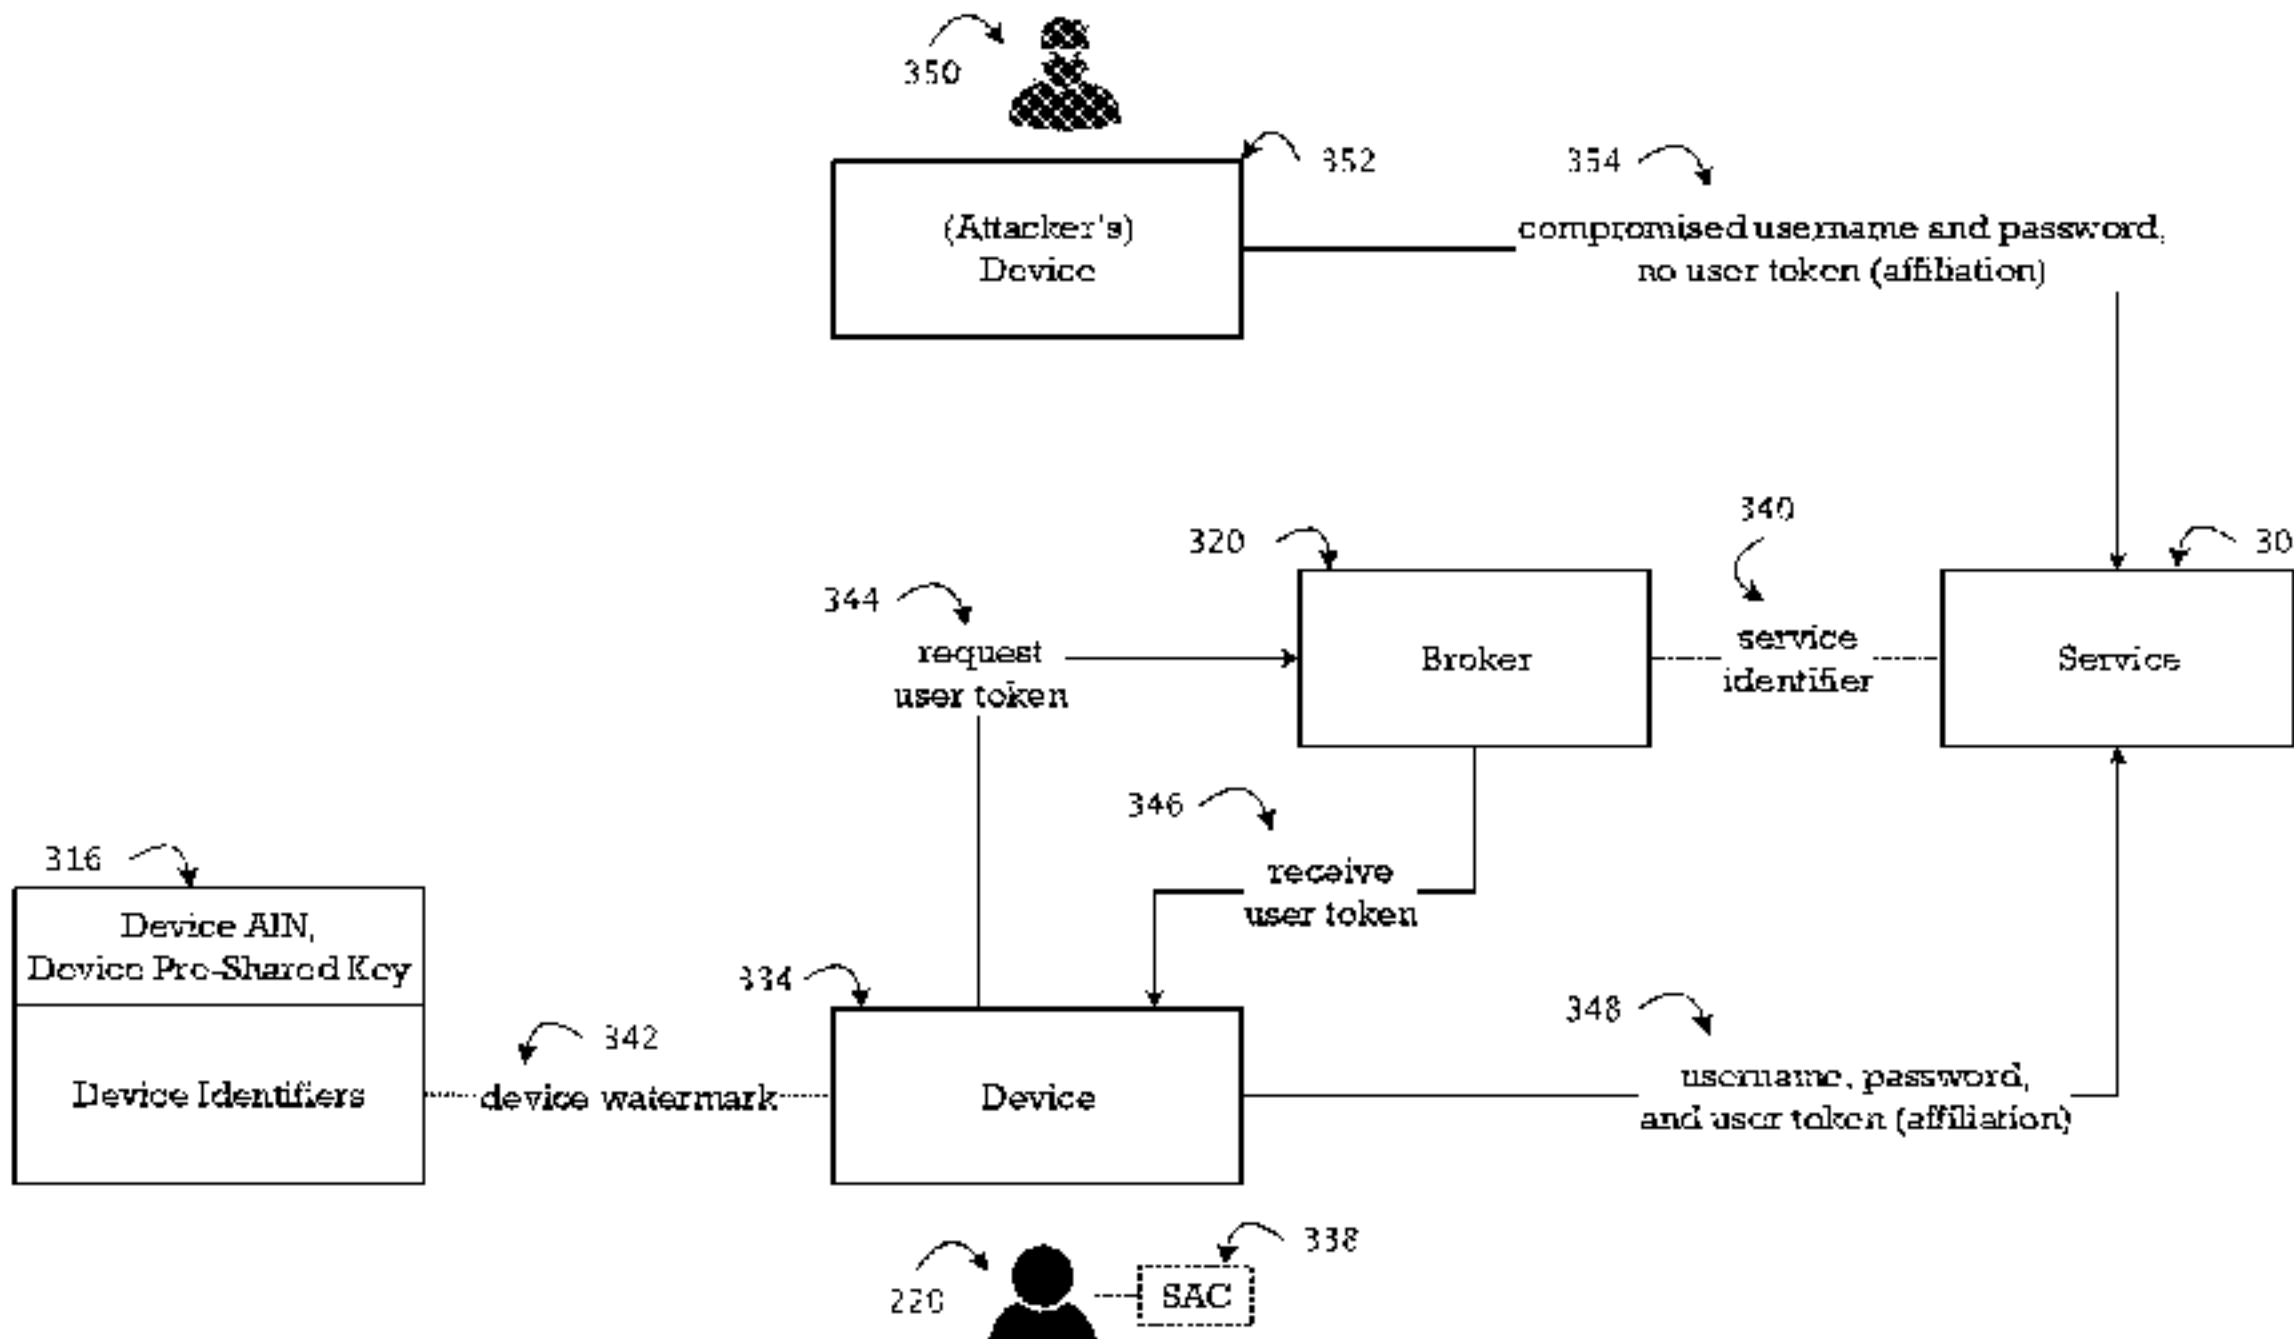 350
352
354
(Attacker's)
Device
compromised username and password,
no user token (affiliation)
340
320
30
344
request
user token
Broker
service
identifier
Service
346
receive
user token
316
Device AIN,
Device Pre-Shared Key
334
348
342
Device Identifiers
device watermark
Device
username, password,
and user token (affiliation)
338
220
SAC